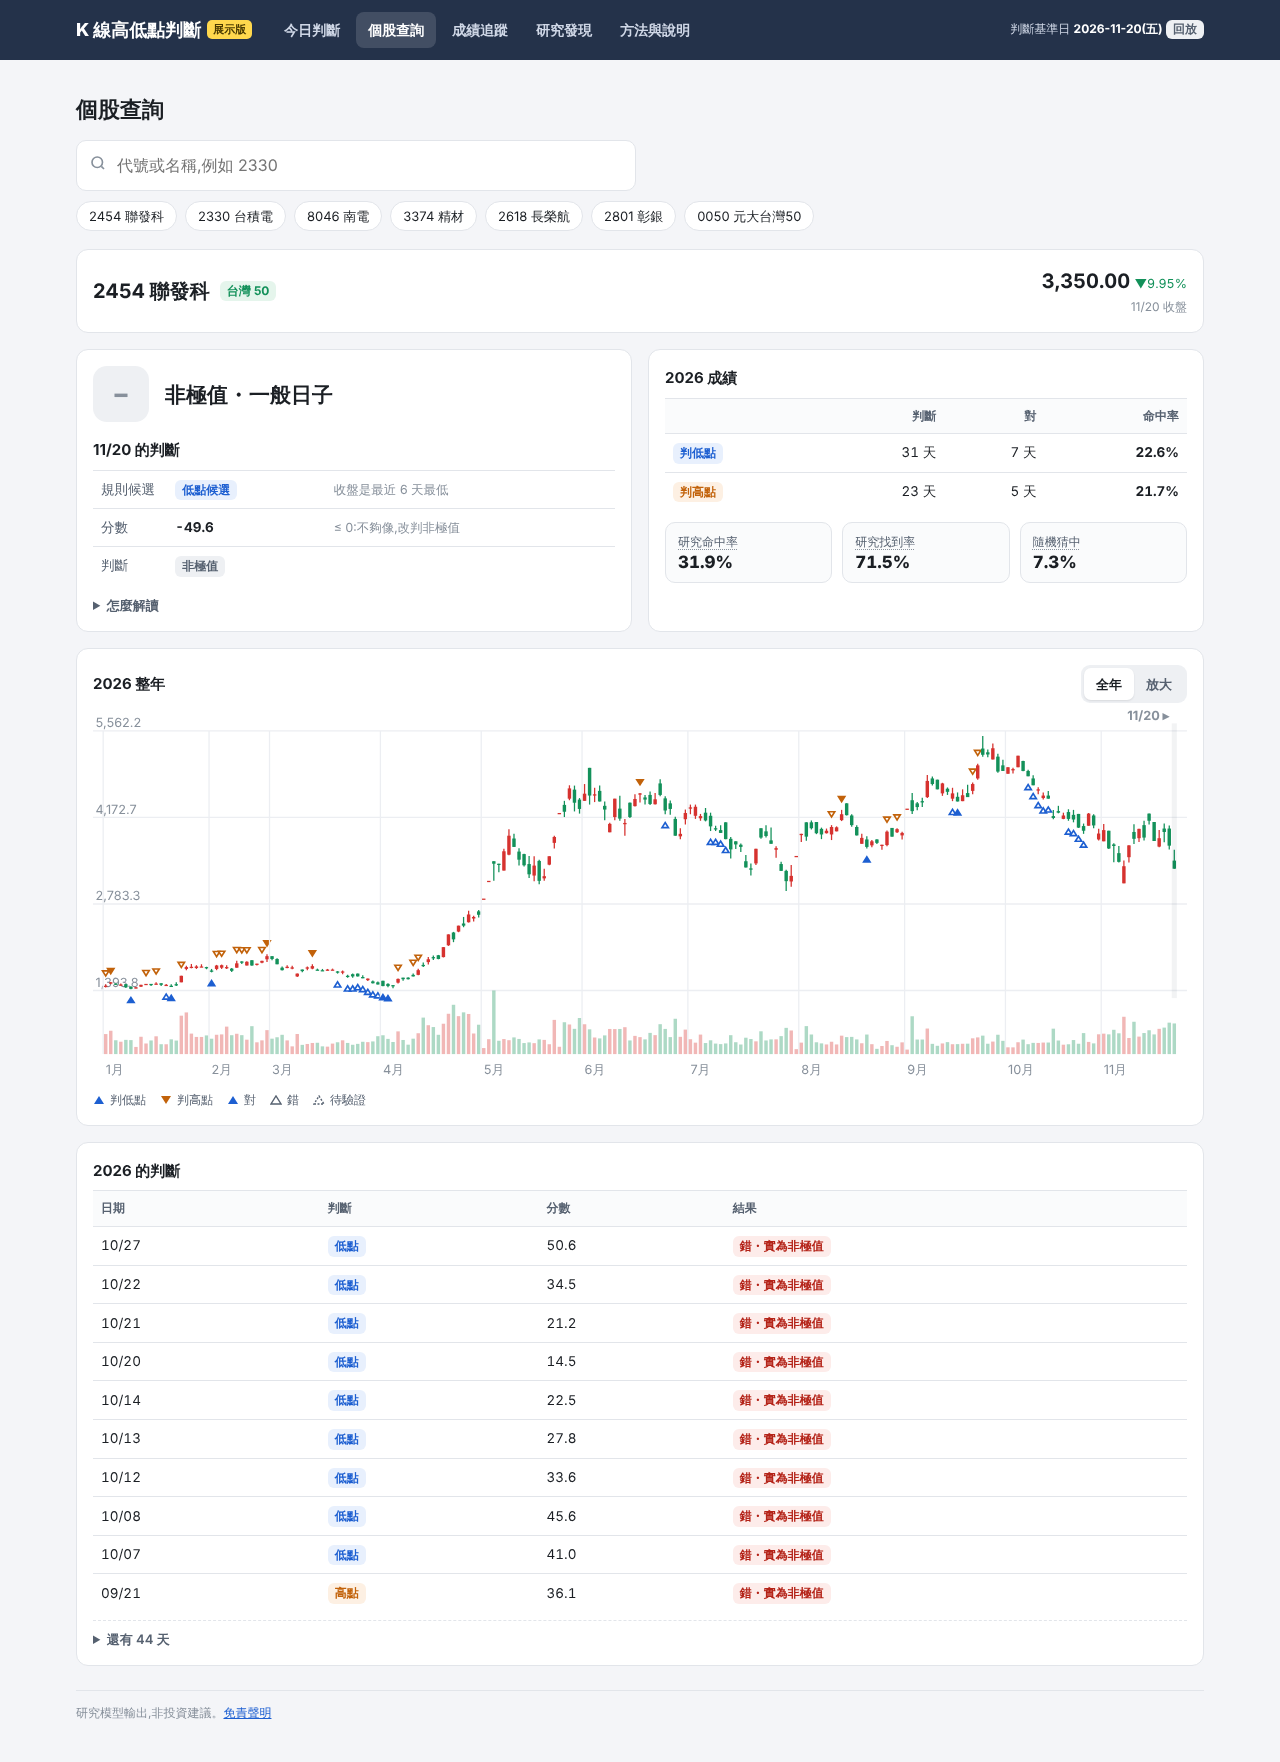 K 線高低點判斷 展示版 今日判斷 個股查詢 成績追蹤 研究發現 方法與說明 判斷基準日 2026-11-20(五) 回放
個股查詢
代號或名稱,例如 2330
2454 聯發科 2330 台積電 8046 南電 3374 精材 2618 長榮航 2801 彰銀 0050 元大台灣50
2454 聯發科 台灣 50 3,350.00 ▼9.95%
11/20 收盤
– 非極值・一般日子
11/20 的判斷
規則候選 低點候選 收盤是最近 6 天最低
分數 -49.6 ≤ 0:不夠像,改判非極值
判斷 非極值
▶ 怎麼解讀
2026 成績
判斷 對 命中率
判低點 31 天 7 天 22.6%
判高點 23 天 5 天 21.7%
研究命中率 研究找到率 隨機猜中
31.9% 71.5% 7.3%
2026 整年 全年 放大
11/20 ▸
5,562.2
4,172.7
2,783.3
1,393.8
1月 2月 3月 4月 5月 6月 7月 8月 9月 10月 11月
▲ 判低點 ▼ 判高點 ▲ 對 △ 錯 △ 待驗證
2026 的判斷
日期 判斷 分數 結果
10/27 低點 50.6 錯・實為非極值
10/22 低點 34.5 錯・實為非極值
10/21 低點 21.2 錯・實為非極值
10/20 低點 14.5 錯・實為非極值
10/14 低點 22.5 錯・實為非極值
10/13 低點 27.8 錯・實為非極值
10/12 低點 33.6 錯・實為非極值
10/08 低點 45.6 錯・實為非極值
10/07 低點 41.0 錯・實為非極值
09/21 高點 36.1 錯・實為非極值
▶ 還有 44 天
研究模型輸出,非投資建議。免責聲明